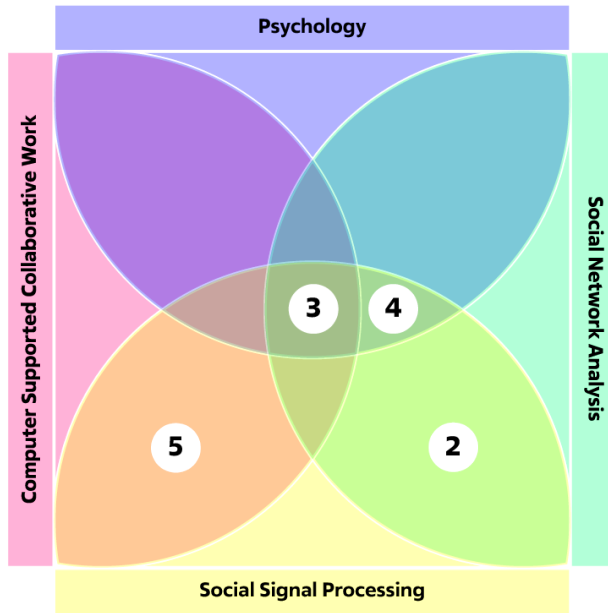 Psychology
Computer Supported Collaborative Work
Social Network Analysis
3
4
5
2
Social Signal Processing